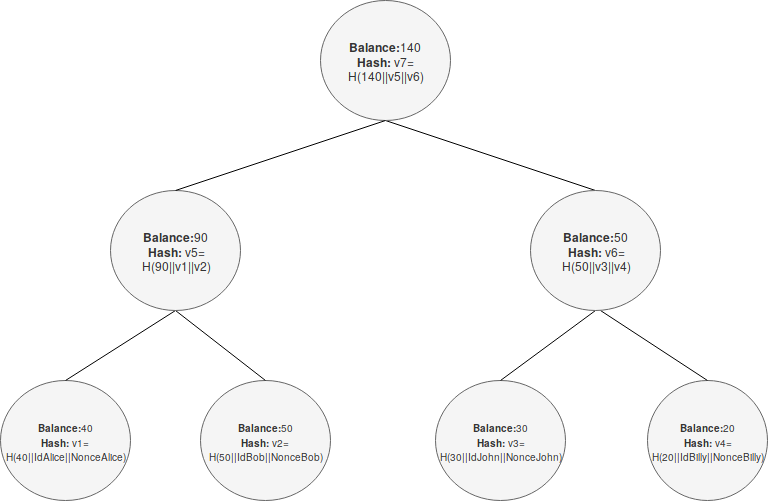 Balance:140
Hash: v7=
H(140||v5||v6)
Balance:90
Hash: v5=
H(90||v1||v2)
Balance:50
Hash: v6=
H(50||v3||v4)
Balance:40
Hash: v1=
H(40||IdAlice||NonceAlice)
Balance:50
Hash: v2=
H(50||IdBob||NonceBob)
Balance:30
Hash: v3=
H(30||IdJohn||NonceJohn)
Balance:20
Hash: v4=
H(20||IdBilly||NonceBilly)